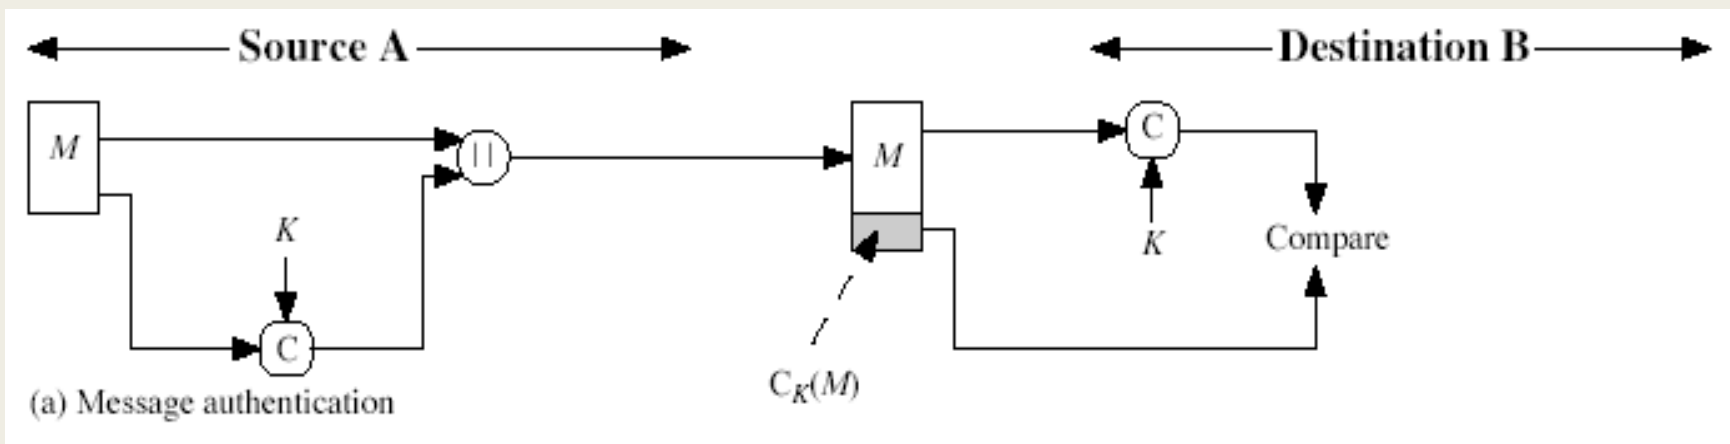 Source A
Destination B
M
||
M
C
K
K
Compare
C
C_K(M)
(a) Message authentication